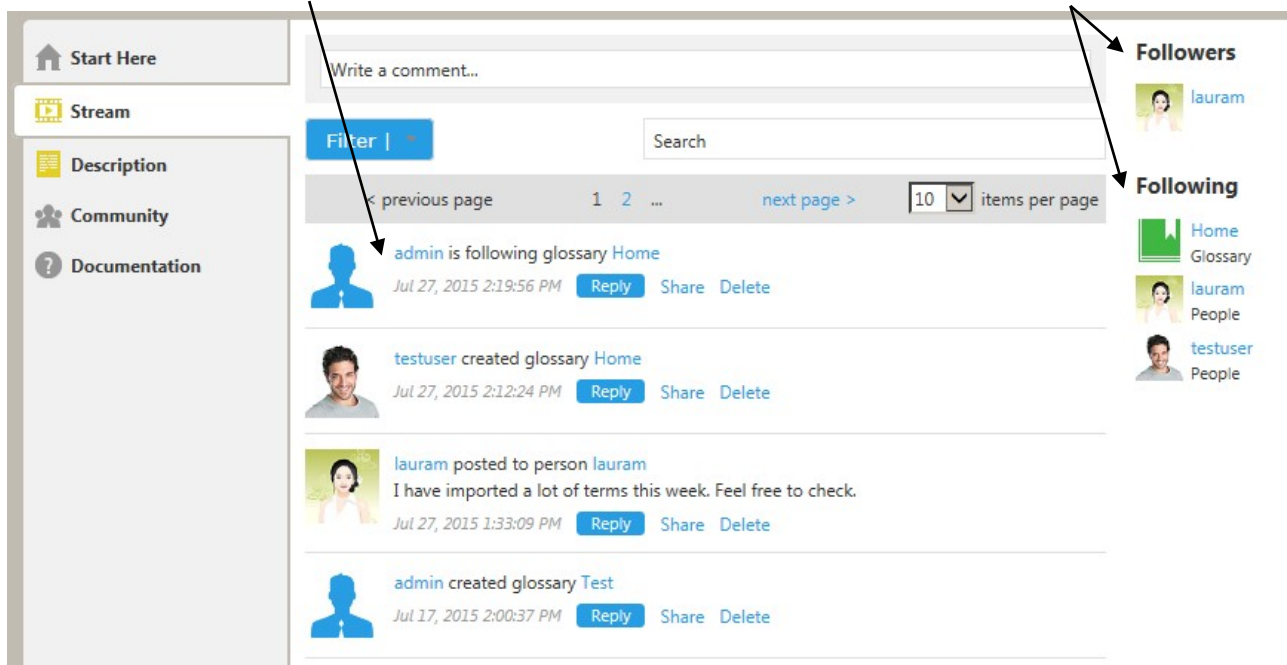 Start Here
Stream
Description
Community
Documentation
Write a comment...
Filter |
Search
< previous page 1 2 ... next page > 10 items per page
admin is following glossary Home
Jul 27, 2015 2:19:56 PM Reply Share Delete
testuser created glossary Home
Jul 27, 2015 2:12:24 PM Reply Share Delete
lauram posted to person lauram
I have imported a lot of terms this week. Feel free to check.
Jul 27, 2015 1:33:09 PM Reply Share Delete
admin created glossary Test
Jul 17, 2015 2:00:37 PM Reply Share Delete
Followers
lauram
Following
Home
Glossary
lauram
People
testuser
People